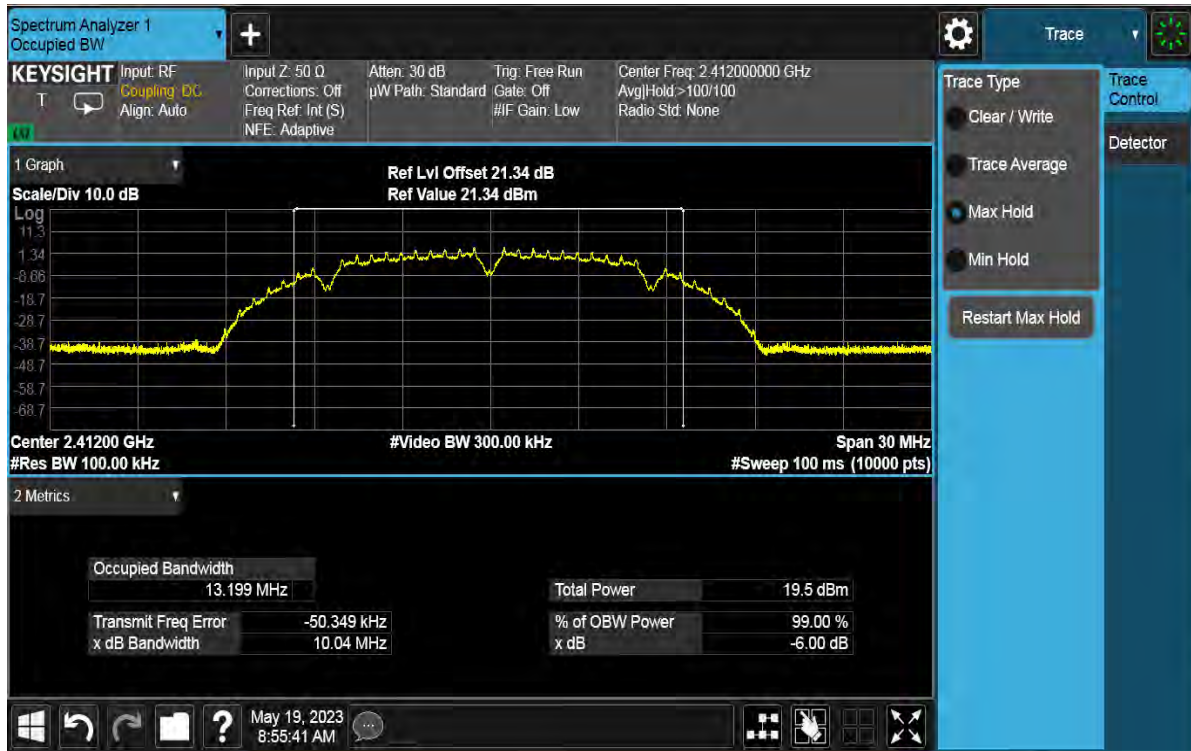 Spectrum Analyzer 1
Occupied BW
Trace
KEYSIGHT
Input: RF
Coupling: DC
Align: Auto
Input Z: 50 Ω
Corrections: Off
Freq Ref: Int (S)
NFE: Adaptive
Atten: 30 dB
µW Path: Standard
Trig: Free Run
Gate: Off
#IF Gain: Low
Center Freq: 2.412000000 GHz
Avg|Hold:>100/100
Radio Std: None
T
Trace Type
Clear / Write
Trace Average
Max Hold
Min Hold
Restart Max Hold
Trace
Control
Detector
1 Graph
Scale/Div 10.0 dB
Ref Lvl Offset 21.34 dB
Ref Value 21.34 dBm
Log
11.3
1.34
-8.66
-18.7
-28.7
-38.7
-48.7
-58.7
-68.7
Center 2.41200 GHz
#Video BW 300.00 kHz
Span 30 MHz
#Res BW 100.00 kHz
#Sweep 100 ms (10000 pts)
2 Metrics
Occupied Bandwidth
13.199 MHz
Total Power 19.5 dBm
Transmit Freq Error -50.349 kHz
% of OBW Power 99.00 %
x dB Bandwidth 10.04 MHz
x dB -6.00 dB
May 19, 2023
8:55:41 AM